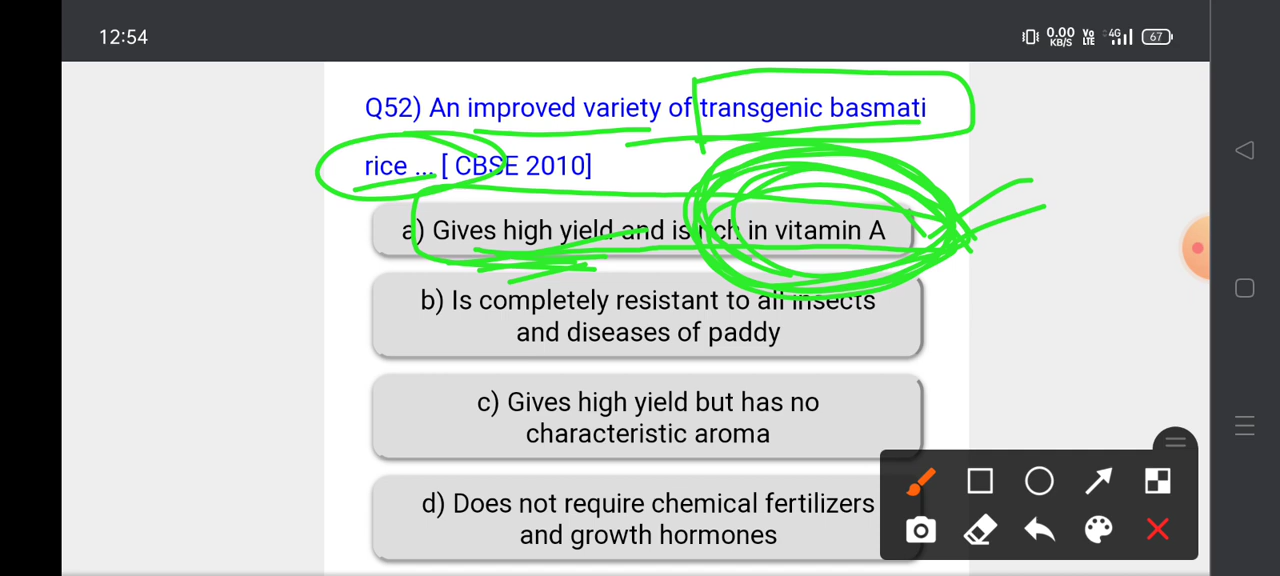 12:54
0.00 KB/S Vo LTE 4G 67
Q52) An improved variety of transgenic basmati
rice ... [ CBSE 2010]
a) Gives high yield and is rich in vitamin A
b) Is completely resistant to all insects
and diseases of paddy
c) Gives high yield but has no
characteristic aroma
d) Does not require chemical fertilizers
and growth hormones